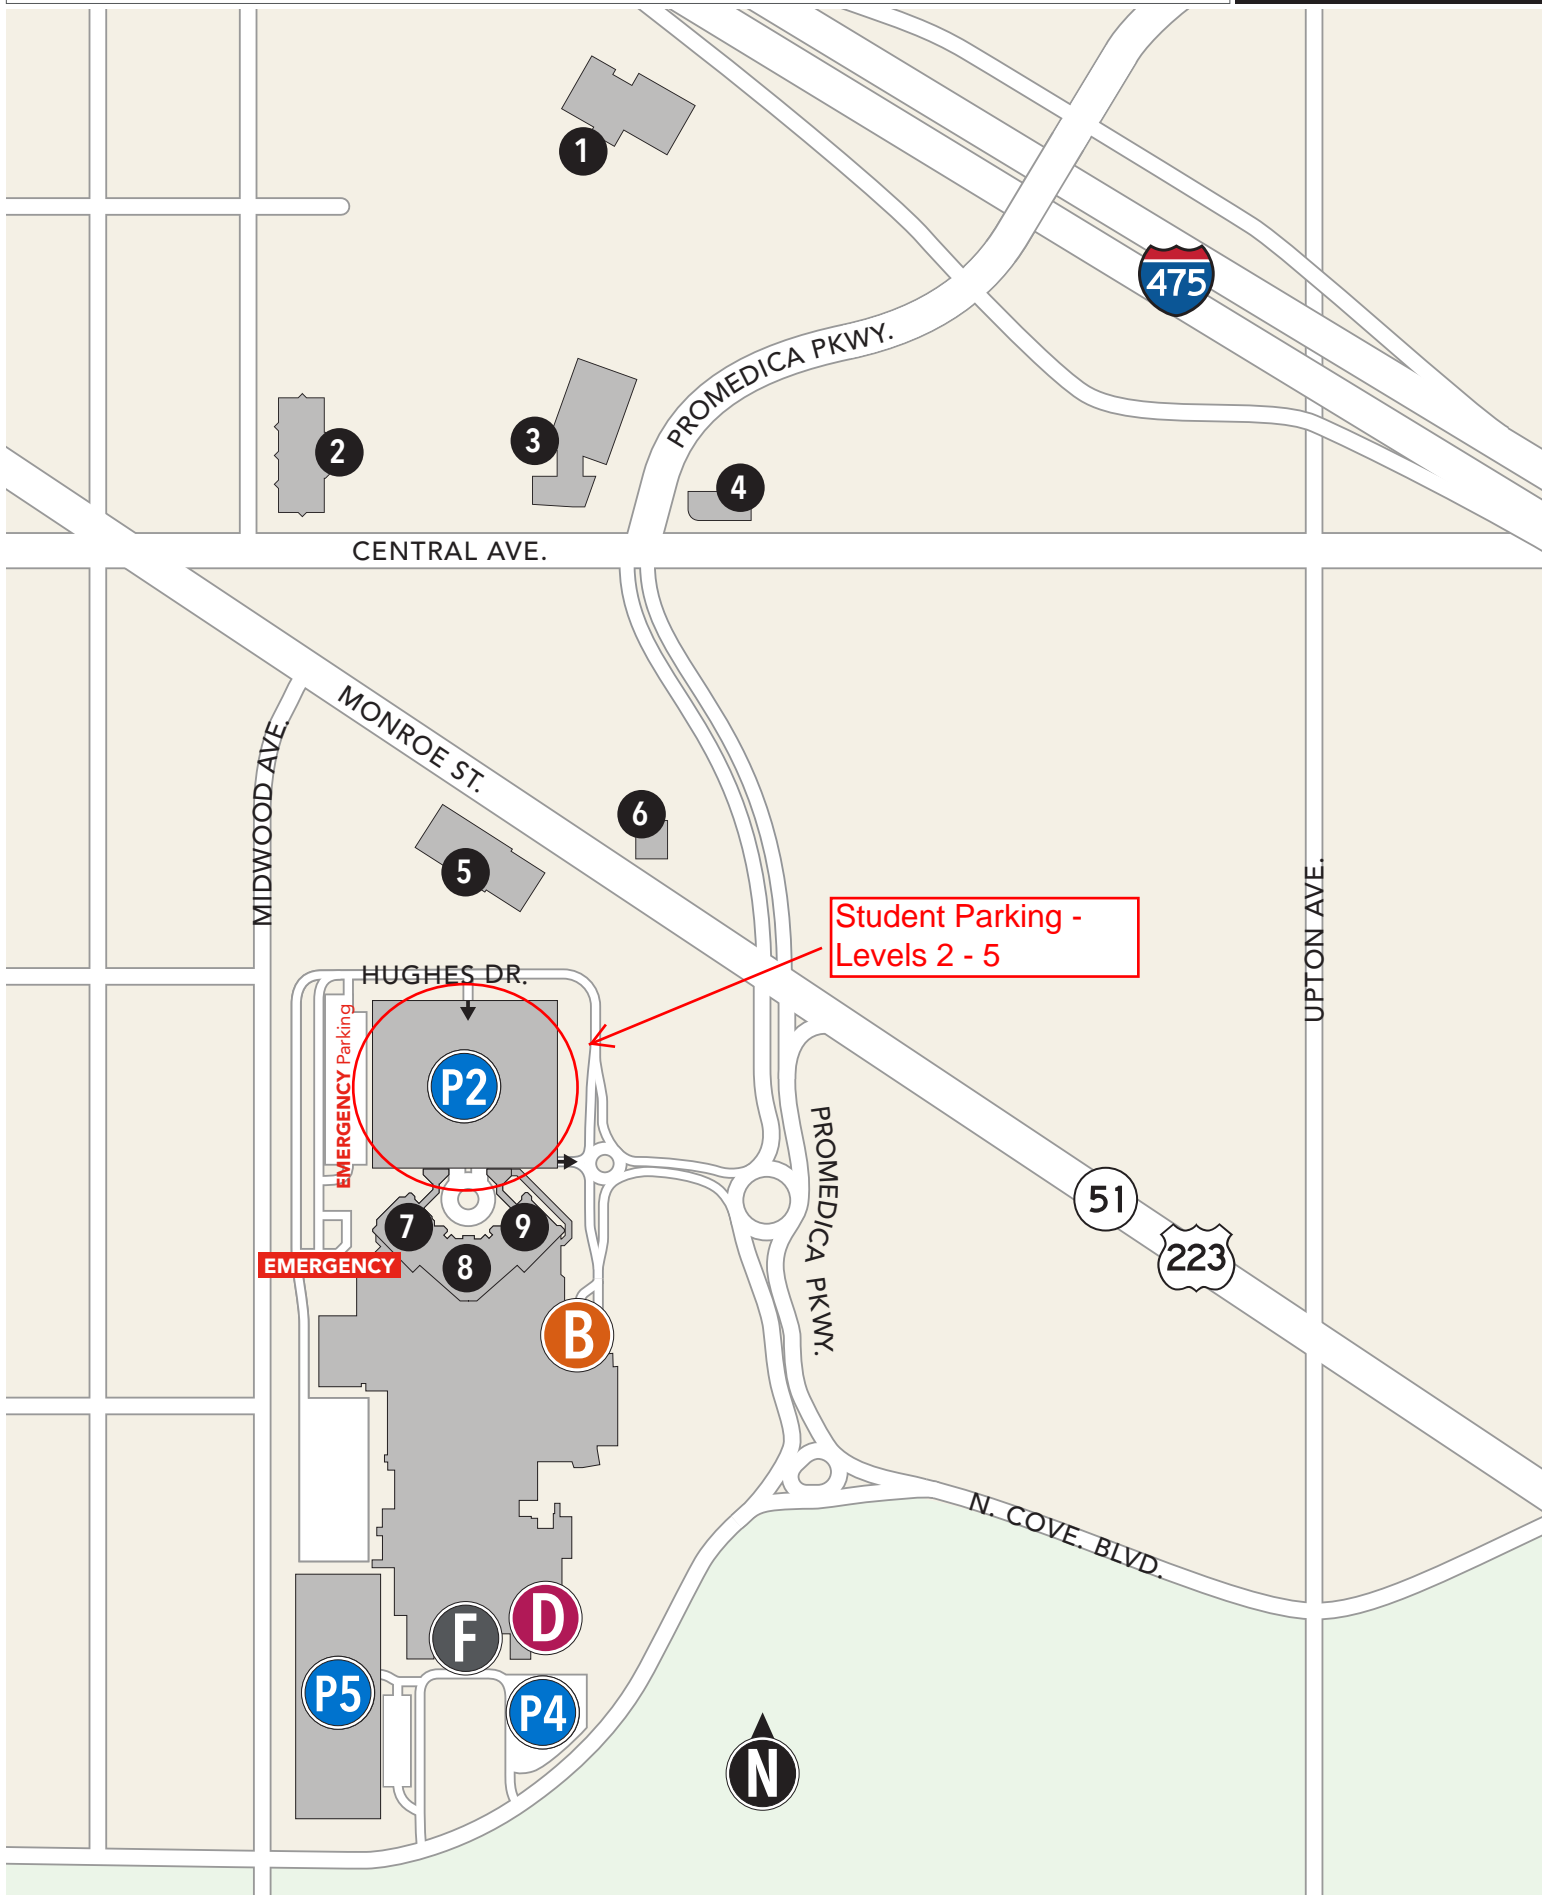 1
475
PROMEDICA PKWY.
2
3
4
CENTRAL AVE.
MONROE ST.
MIDWOOD AVE.
6
5
Student Parking -
Levels 2 - 5
UPTON AVE.
HUGHES DR.
EMERGENCY Parking
P2
PROMEDICA PKWY.
51
7
9
8
223
EMERGENCY
B
N. COVE. BLVD.
D
F
P5
P4
N